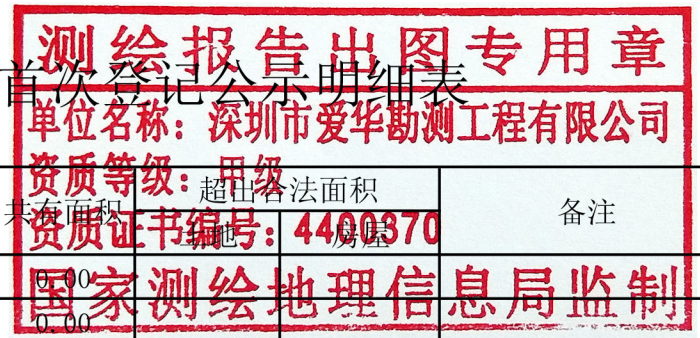 测绘报告出图专用章
首次登记公示明细表
单位名称：深圳市爱华勘测工程有限公司
资质等级：甲级
超出合法面积
共有面积
备注
资质证书编号：4400370
土地
房屋
0.00
国家测绘地理信息局监制
0.00